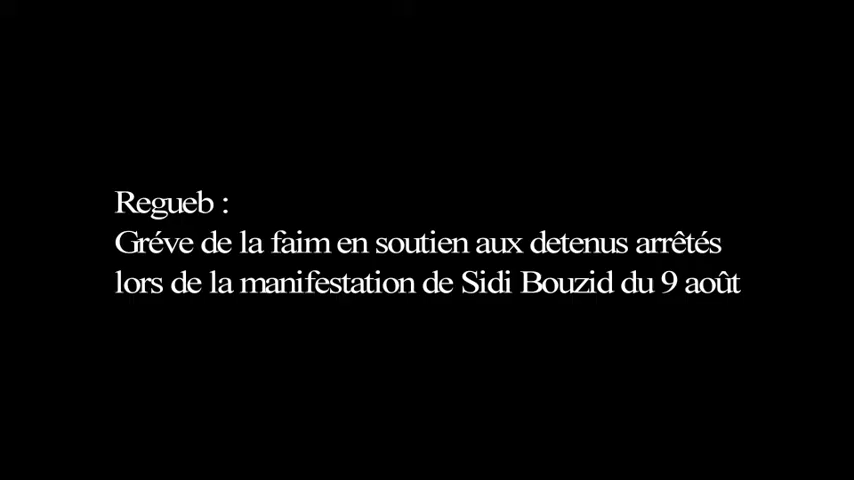 Regueb :
Gréve de la faim en soutien aux detenus arrêtés
lors de la manifestation de Sidi Bouzid du 9 août